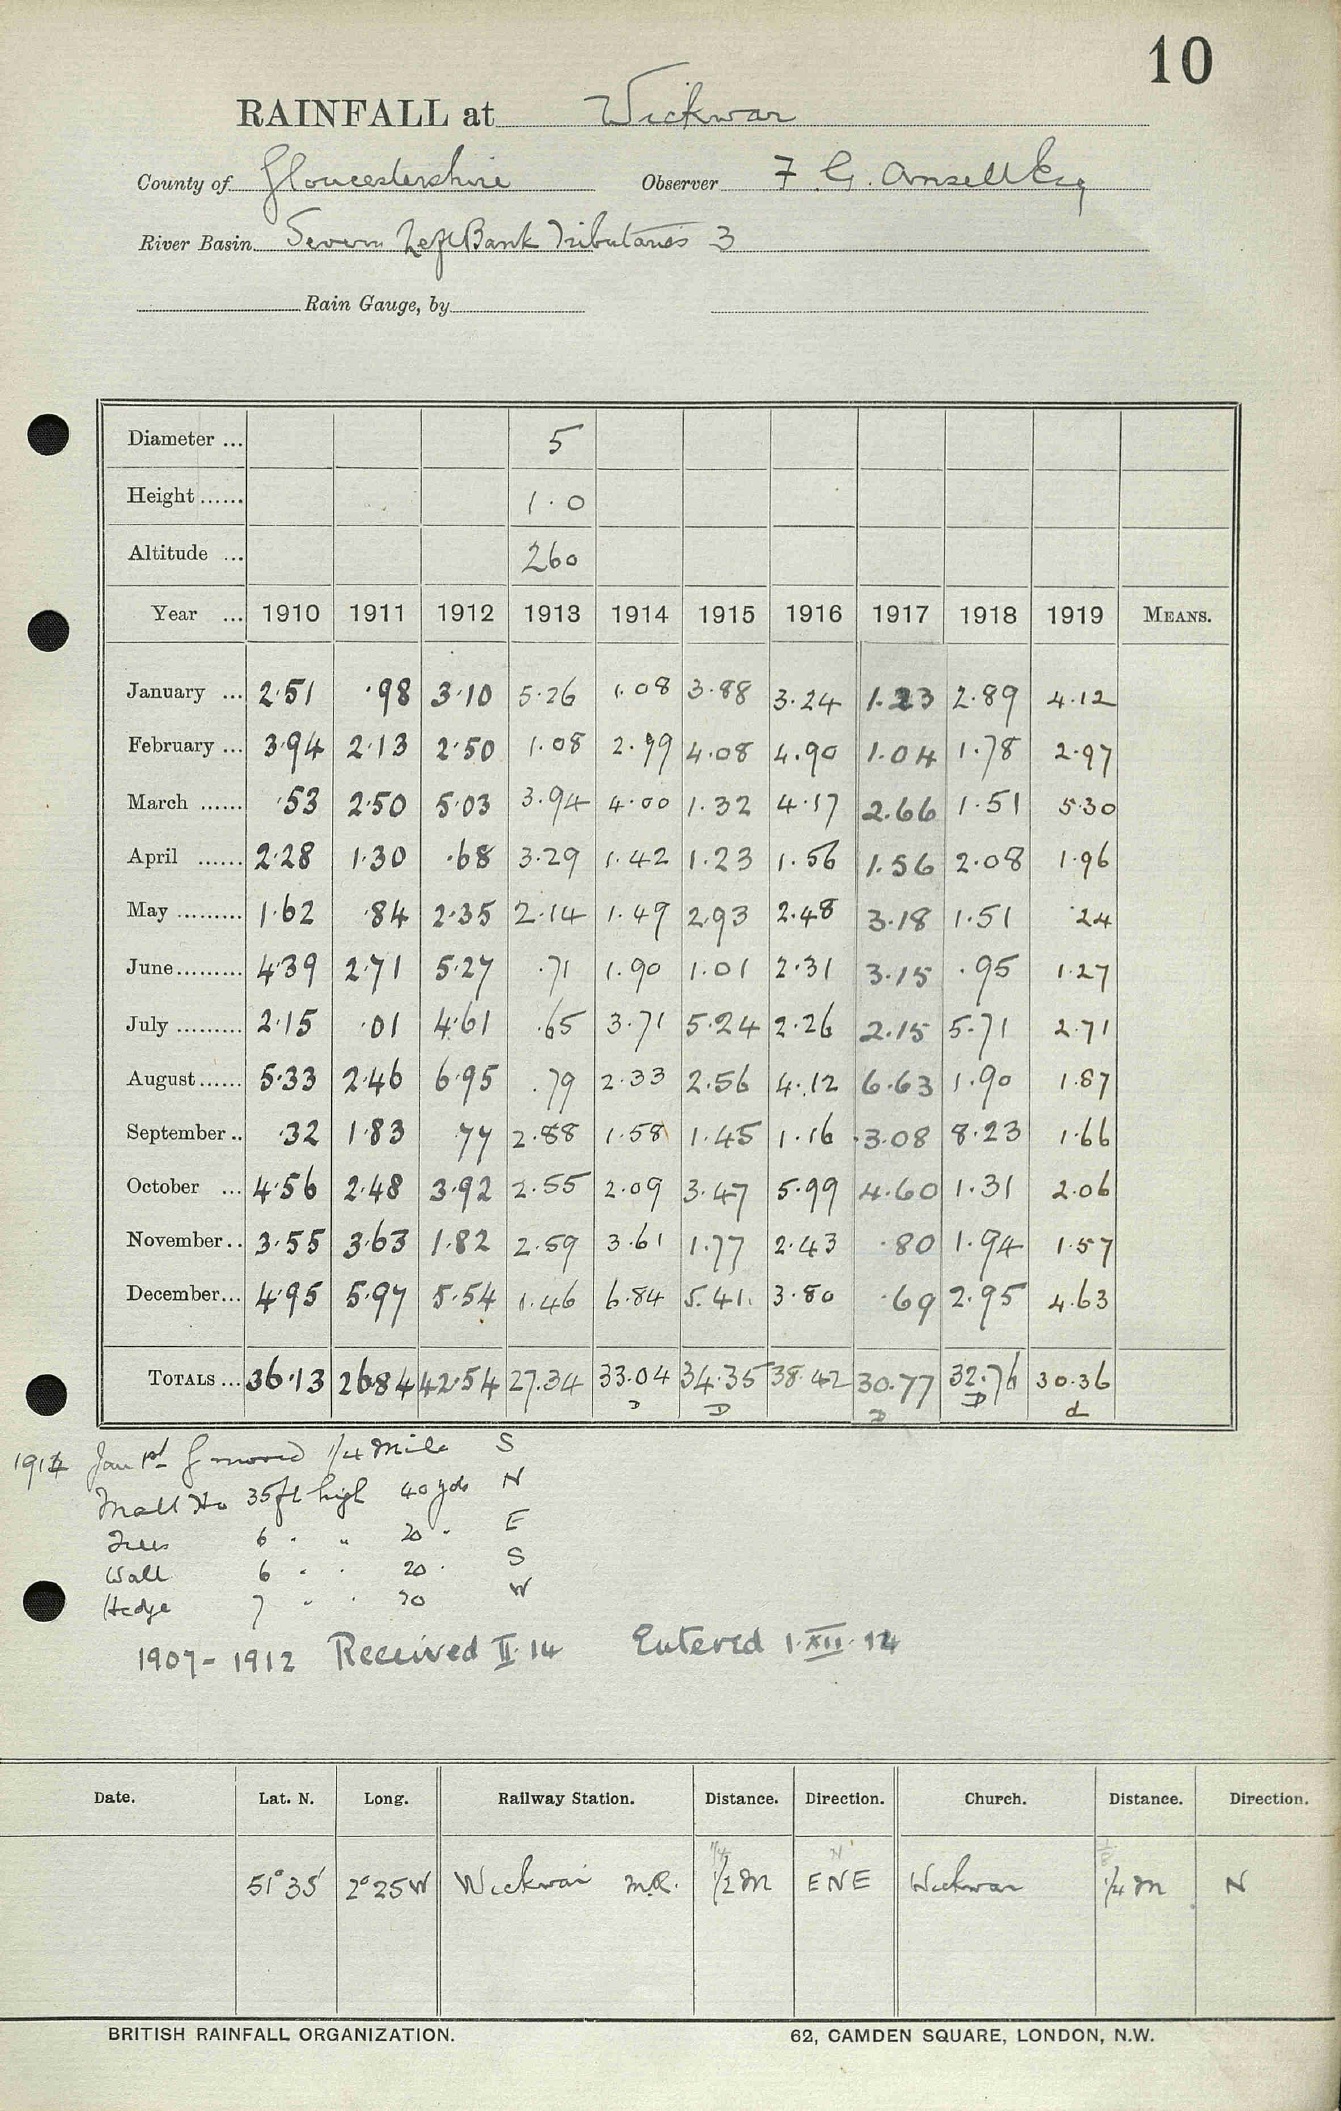 10
RAINFALL at Wickwar
County of Gloucestershire Observer F. G. Ansell Esq
River Basin Severn Left Bank Tributaries 3
Rain Gauge, by
Diameter ... 5
Height ...... 1.0
Altitude ... 260
Year ... 1910 1911 1912 1913 1914 1915 1916 1917 1918 1919 MEANS.
January ... 2.51 .98 3.10 5.26 1.08 3.88 3.24 1.23 2.89 4.12
February ... 3.94 2.13 2.50 1.08 2.99 4.08 4.90 1.04 1.78 2.97
March ...... .53 2.50 5.03 3.94 4.00 1.32 4.17 2.66 1.51 5.30
April ...... 2.28 1.30 .68 3.29 1.42 1.23 1.56 1.56 2.08 1.96
May ......... 1.62 .84 2.35 2.14 1.49 2.93 2.48 3.18 1.51 .24
June ......... 4.39 2.71 5.27 .71 1.90 1.01 2.31 3.15 .95 1.27
July ......... 2.15 .01 4.61 .65 3.71 5.24 2.26 2.15 5.71 2.71
August ...... 5.33 2.46 6.95 .79 2.33 2.56 4.12 6.63 1.90 1.87
September .. .32 1.83 .77 2.88 1.58 1.45 1.16 3.08 8.23 1.66
October ... 4.56 2.48 3.92 2.55 2.09 3.47 5.99 4.60 1.31 2.06
November .. 3.55 3.63 1.82 2.59 3.61 1.77 2.43 .80 1.94 1.57
December ... 4.95 5.97 5.54 1.46 6.84 5.41 3.80 .69 2.95 4.63
TOTALS ... 36.13 26.84 42.54 27.34 33.04 34.35 38.42 30.77 32.76 30.36
D D D D d
Jan 1st G moved 1/4 Mile S
Malt Ho 35ft high 40 yds N
Trees 6 " " 20 " E
Wall 6 " " 20 " S
Hedge 7 " " 70 W
1907-1912 Received II.14 Entered 1.XII.14
Date. Lat. N. Long. Railway Station. Distance. Direction. Church. Distance. Direction.
51°35' 2°25W Wickwar M.R. 1/2 M ENE Wickwar 1/4 m N
BRITISH RAINFALL ORGANIZATION. 62, CAMDEN SQUARE, LONDON, N.W.